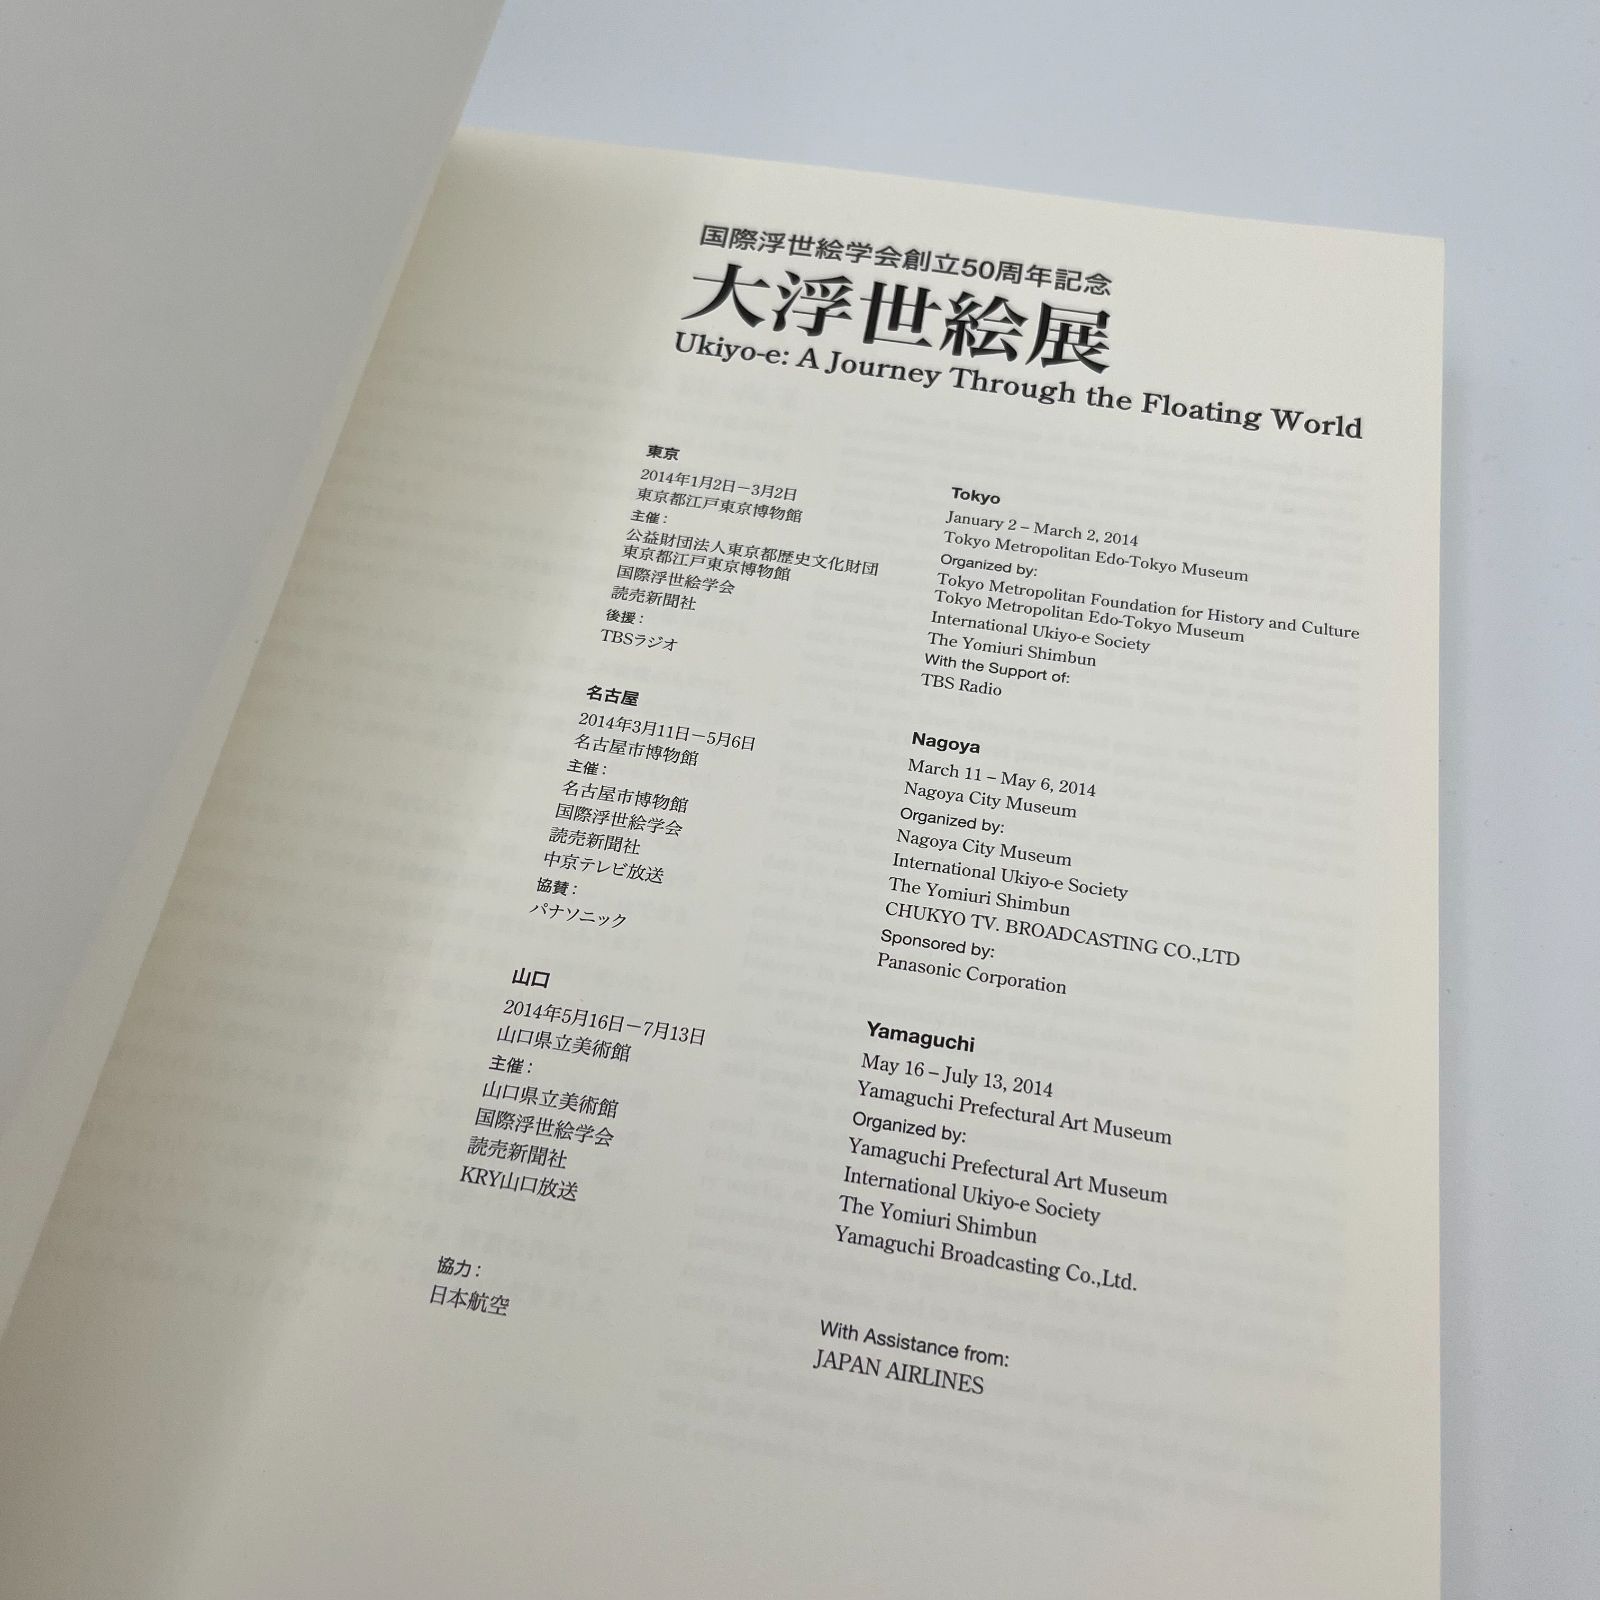 国際浮世絵学会創立50周年記念
大浮世絵展
Ukiyo-e: A Journey Through the Floating World
東京
2014年1月2日－3月2日
東京都江戸東京博物館
主催：
公益財団法人東京都歴史文化財団
東京都江戸東京博物館
国際浮世絵学会
読売新聞社
後援：
TBSラジオ
名古屋
2014年3月11日－5月6日
名古屋市博物館
主催：
名古屋市博物館
国際浮世絵学会
読売新聞社
中京テレビ放送
協賛：
パナソニック
山口
2014年5月16日－7月13日
山口県立美術館
主催：
山口県立美術館
国際浮世絵学会
読売新聞社
KRY山口放送
協力：
日本航空
Tokyo
January 2 – March 2, 2014
Tokyo Metropolitan Edo-Tokyo Museum
Organized by:
Tokyo Metropolitan Foundation for History and Culture
Tokyo Metropolitan Edo-Tokyo Museum
International Ukiyo-e Society
The Yomiuri Shimbun
With the Support of:
TBS Radio
Nagoya
March 11 – May 6, 2014
Nagoya City Museum
Organized by:
Nagoya City Museum
International Ukiyo-e Society
The Yomiuri Shimbun
CHUKYO TV. BROADCASTING CO.,LTD
Sponsored by:
Panasonic Corporation
Yamaguchi
May 16 – July 13, 2014
Yamaguchi Prefectural Art Museum
Organized by:
Yamaguchi Prefectural Art Museum
International Ukiyo-e Society
The Yomiuri Shimbun
Yamaguchi Broadcasting Co.,Ltd.
With Assistance from:
JAPAN AIRLINES